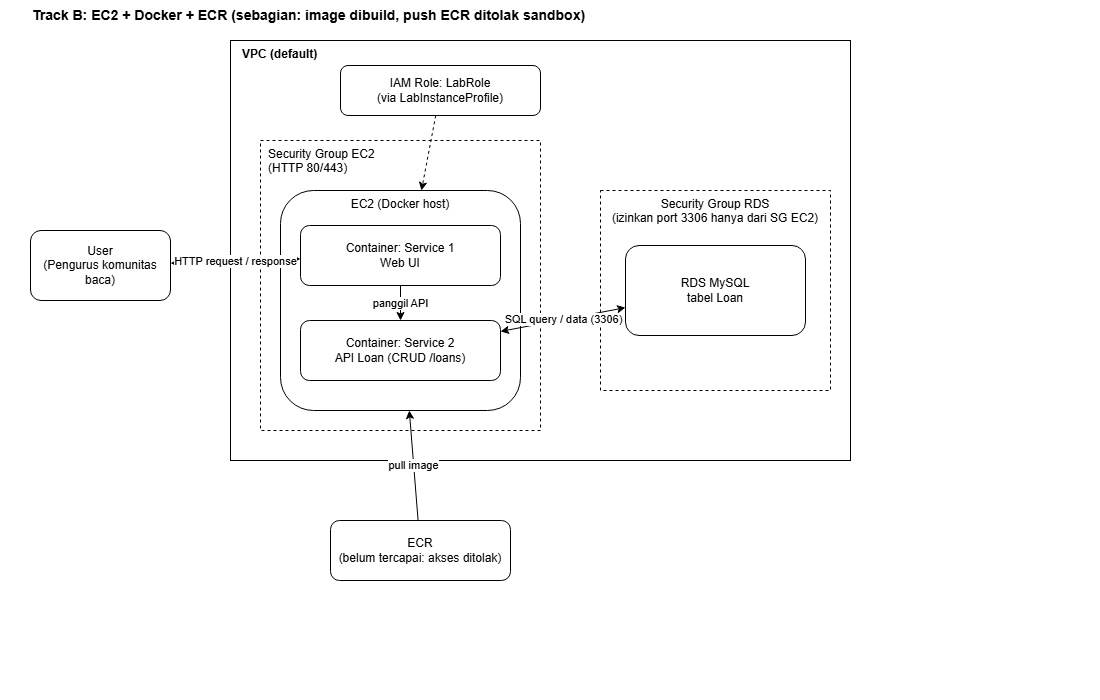 Track B: EC2 + Docker + ECR (sebagian: image dibuild, push ECR ditolak sandbox)
VPC (default)
IAM Role: LabRole
(via LabInstanceProfile)
Security Group EC2
(HTTP 80/443)
EC2 (Docker host)
Security Group RDS
(izinkan port 3306 hanya dari SG EC2)
User
(Pengurus komunitas
baca)
HTTP request / response
Container: Service 1
Web UI
panggil API
Container: Service 2
API Loan (CRUD /loans)
SQL query / data (3306)
RDS MySQL
tabel Loan
pull image
ECR
(belum tercapai: akses ditolak)